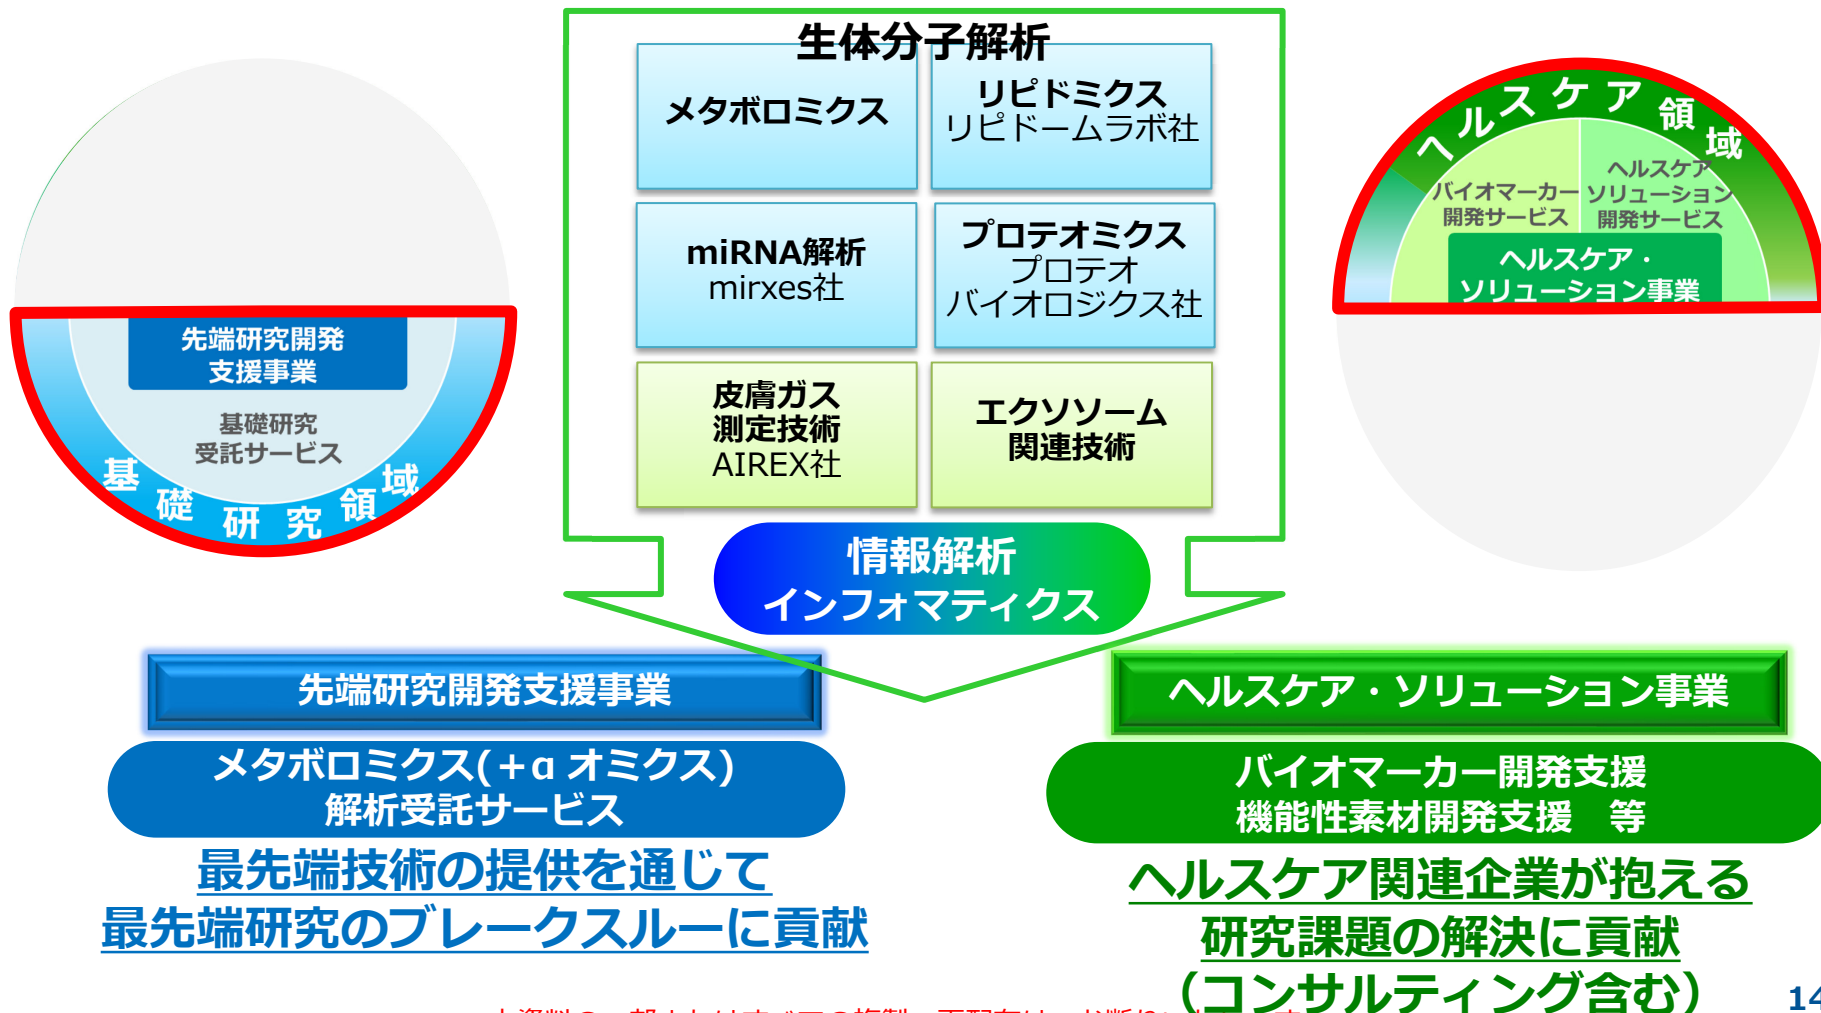 生体分子解析
メタボロミクス
リピドミクス
リピドームラボ社
miRNA解析
mirxes社
プロテオミクス
プロテオ
バイオロジクス社
皮膚ガス
測定技術
AIREX社
エクソソーム
関連技術
情報解析
インフォマティクス
先端研究開発
支援事業
基礎研究
受託サービス
基礎研究領域
ヘルスケア領域
バイオマーカー
開発サービス
ヘルスケア
ソリューション
開発サービス
ヘルスケア・
ソリューション事業
先端研究開発支援事業
メタボロミクス(+α オミクス)
解析受託サービス
最先端技術の提供を通じて
最先端研究のブレークスルーに貢献
ヘルスケア・ソリューション事業
バイオマーカー開発支援
機能性素材開発支援　等
ヘルスケア関連企業が抱える
研究課題の解決に貢献
（コンサルティング含む）
14